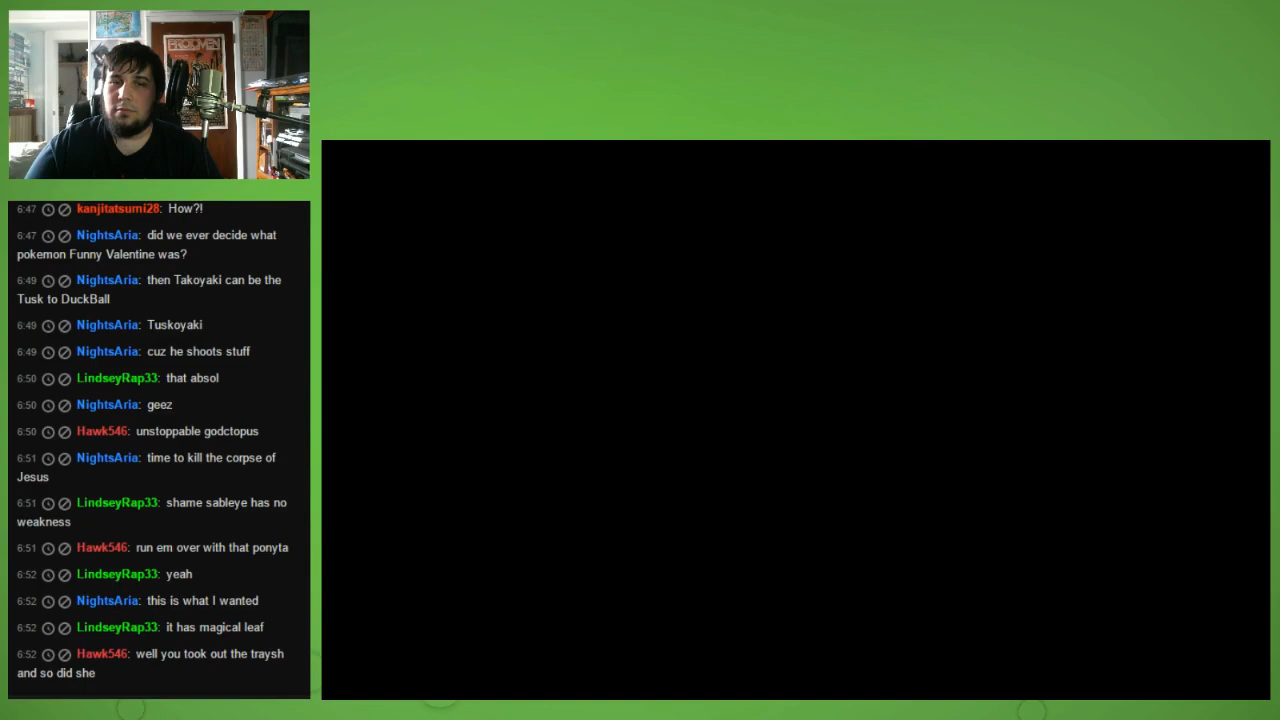 PROTOMEN
6:47 kanjitatsumi28: How?!
6:47 NightsAria: did we ever decide what
pokemon Funny Valentine was?
6:49 NightsAria: then Takoyaki can be the
Tusk to DuckBall
6:49 NightsAria: Tuskoyaki
6:49 NightsAria: cuz he shoots stuff
6:50 LindseyRap33: that absol
6:50 NightsAria: geez
6:50 Hawk546: unstoppable godctopus
6:51 NightsAria: time to kill the corpse of
Jesus
6:51 LindseyRap33: shame sableye has no
weakness
6:51 Hawk546: run em over with that ponyta
6:52 LindseyRap33: yeah
6:52 NightsAria: this is what I wanted
6:52 LindseyRap33: it has magical leaf
6:52 Hawk546: well you took out the traysh
and so did she